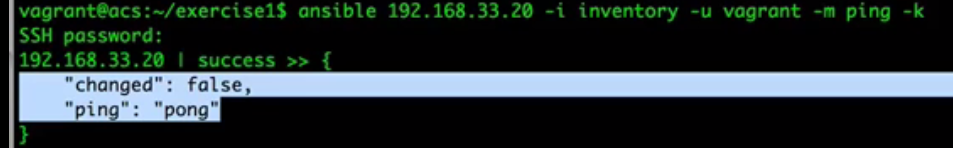 vagrant@acs:~/exercise1$ ansible 192.168.33.20 -i inventory -u vagrant -m ping -k
SSH password:
192.168.33.20 | success >> {
    "changed": false,
    "ping": "pong"
}